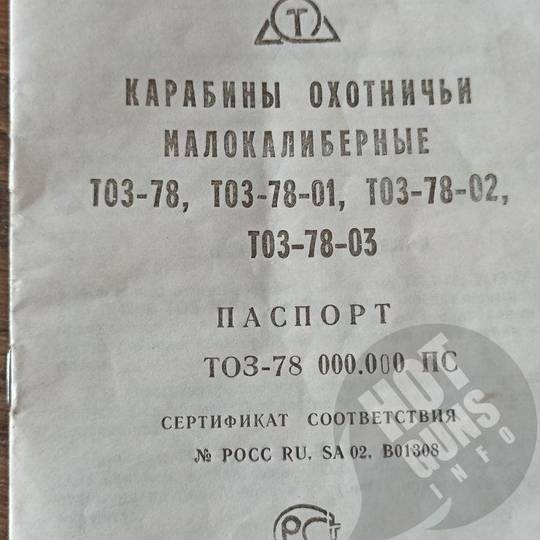 Т
КАРАБИНЫ ОХОТНИЧЬИ
МАЛОКАЛИБЕРНЫЕ
ТОЗ-78, ТОЗ-78-01, ТОЗ-78-02,
ТОЗ-78-03
ПАСПОРТ
ТОЗ-78 000.000 ПС
СЕРТИФИКАТ СООТВЕТСТВИЯ
№ РОСС RU. SA 02. В01308
РС
HOT
GUNS
INFO